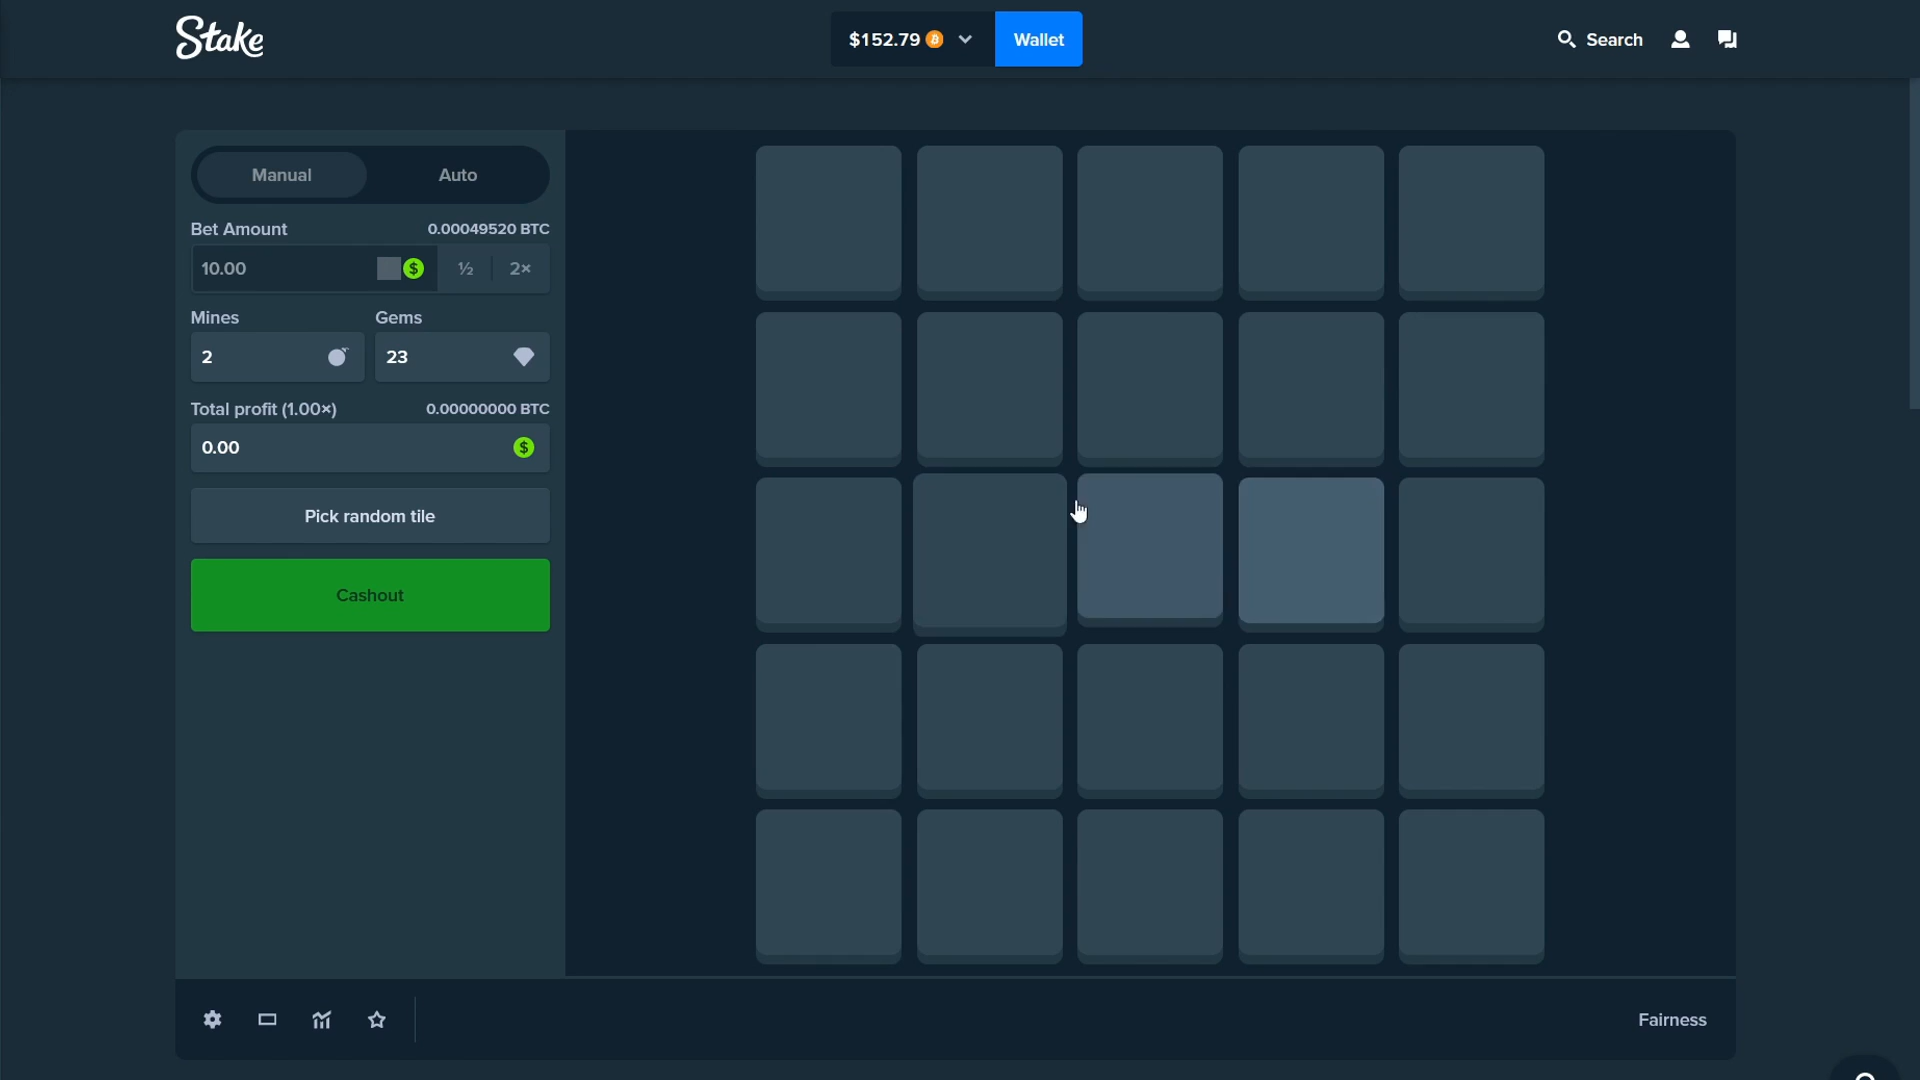 Stake
$152.79
Wallet
Search
Manual
Auto
Bet Amount
0.00049520 BTC
10.00
$
½
2×
Mines
Gems
2
23
Total profit (1.00×)
0.00000000 BTC
0.00
$
Pick random tile
Cashout
Fairness